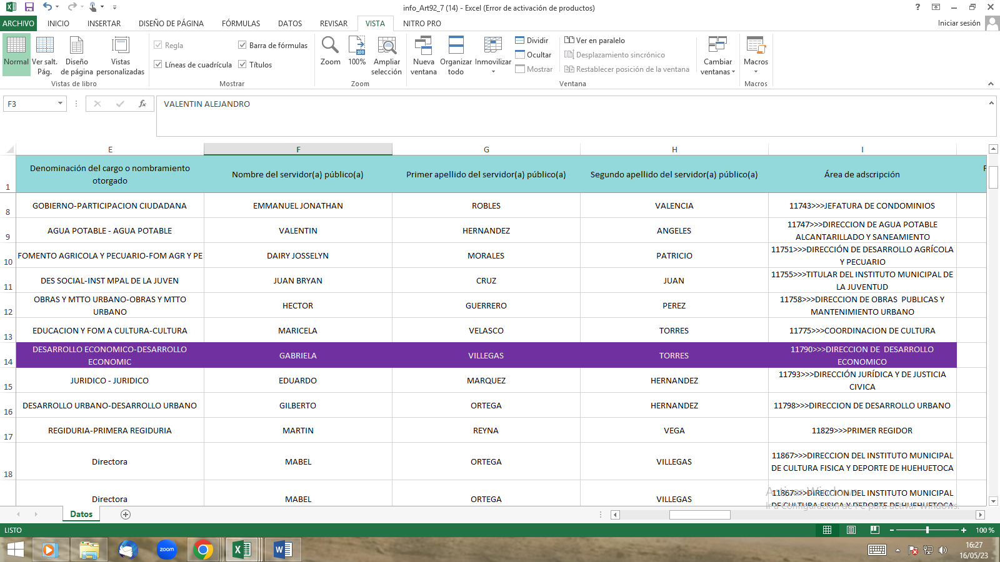 info_Art92_7 (14) - Excel (Error de activación de productos)
ARCHIVO INICIO INSERTAR DISEÑO DE PÁGINA FÓRMULAS DATOS REVISAR VISTA NITRO PRO
Iniciar sesión
Normal
Ver salt. Pág.
Diseño de página
Vistas personalizadas
Vistas de libro
Regla
Barra de fórmulas
Líneas de cuadrícula
Títulos
Mostrar
Zoom
100%
Ampliar selección
Zoom
Nueva ventana
Organizar todo
Inmovilizar
Dividir
Ocultar
Mostrar
Ver en paralelo
Desplazamiento sincrónico
Restablecer posición de la ventana
Ventana
Cambiar ventanas
Macros
Macros
F3
fx
VALENTIN ALEJANDRO
E F G H I
1
Denominación del cargo o nombramiento
otorgado
Nombre del servidor(a) público(a)
Primer apellido del servidor(a) público(a)
Segundo apellido del servidor(a) público(a)
Área de adscripción
8 GOBIERNO-PARTICIPACION CIUDADANA EMMANUEL JONATHAN ROBLES VALENCIA 11743>>>JEFATURA DE CONDOMINIOS
9 AGUA POTABLE - AGUA POTABLE VALENTIN HERNANDEZ ANGELES 11747>>>DIRECCION DE AGUA POTABLE
ALCANTARILLADO Y SANEAMIENTO
10 FOMENTO AGRICOLA Y PECUARIO-FOM AGR Y PE DAIRY JOSSELYN MORALES PATRICIO 11751>>>DIRECCIÓN DE DESARROLLO AGRÍCOLA
Y PECUARIO
11 DES SOCIAL-INST MPAL DE LA JUVEN JUAN BRYAN CRUZ JUAN 11755>>>TITULAR DEL INSTITUTO MUNICIPAL DE
LA JUVENTUD
12 OBRAS Y MTTO URBANO-OBRAS Y MTTO
URBANO HECTOR GUERRERO PEREZ 11758>>>DIRECCION DE OBRAS  PUBLICAS Y
MANTENIMIENTO URBANO
13 EDUCACION Y FOM A CULTURA-CULTURA MARICELA VELASCO TORRES 11775>>>COORDINACION DE CULTURA
14 DESARROLLO ECONOMICO-DESARROLLO
ECONOMIC GABRIELA VILLEGAS TORRES 11790>>>DIRECCION DE  DESARROLLO
ECONOMICO
15 JURIDICO - JURIDICO EDUARDO MARQUEZ HERNANDEZ 11793>>>DIRECCIÓN JURÍDICA Y DE JUSTICIA
CIVICA
16 DESARROLLO URBANO-DESARROLLO URBANO GILBERTO ORTEGA HERNANDEZ 11798>>>DIRECCION DE DESARROLLO URBANO
17 REGIDURIA-PRIMERA REGIDURIA MARTIN REYNA VEGA 11829>>>PRIMER REGIDOR
18 Directora MABEL ORTEGA VILLEGAS 11867>>>DIRECCION DEL INSTITUTO MUNICIPAL
DE CULTURA FISICA Y DEPORTE DE HUEHUETOCA
Directora MABEL ORTEGA VILLEGAS 11867>>>DIRECCION DEL INSTITUTO MUNICIPAL
DE CULTURA FISICA Y DEPORTE DE HUEHUETOCA
Activar Windows
Ir a Configuración de PC para activar Windows.
Datos
LISTO
100 %
zoom
16:27
16/05/23